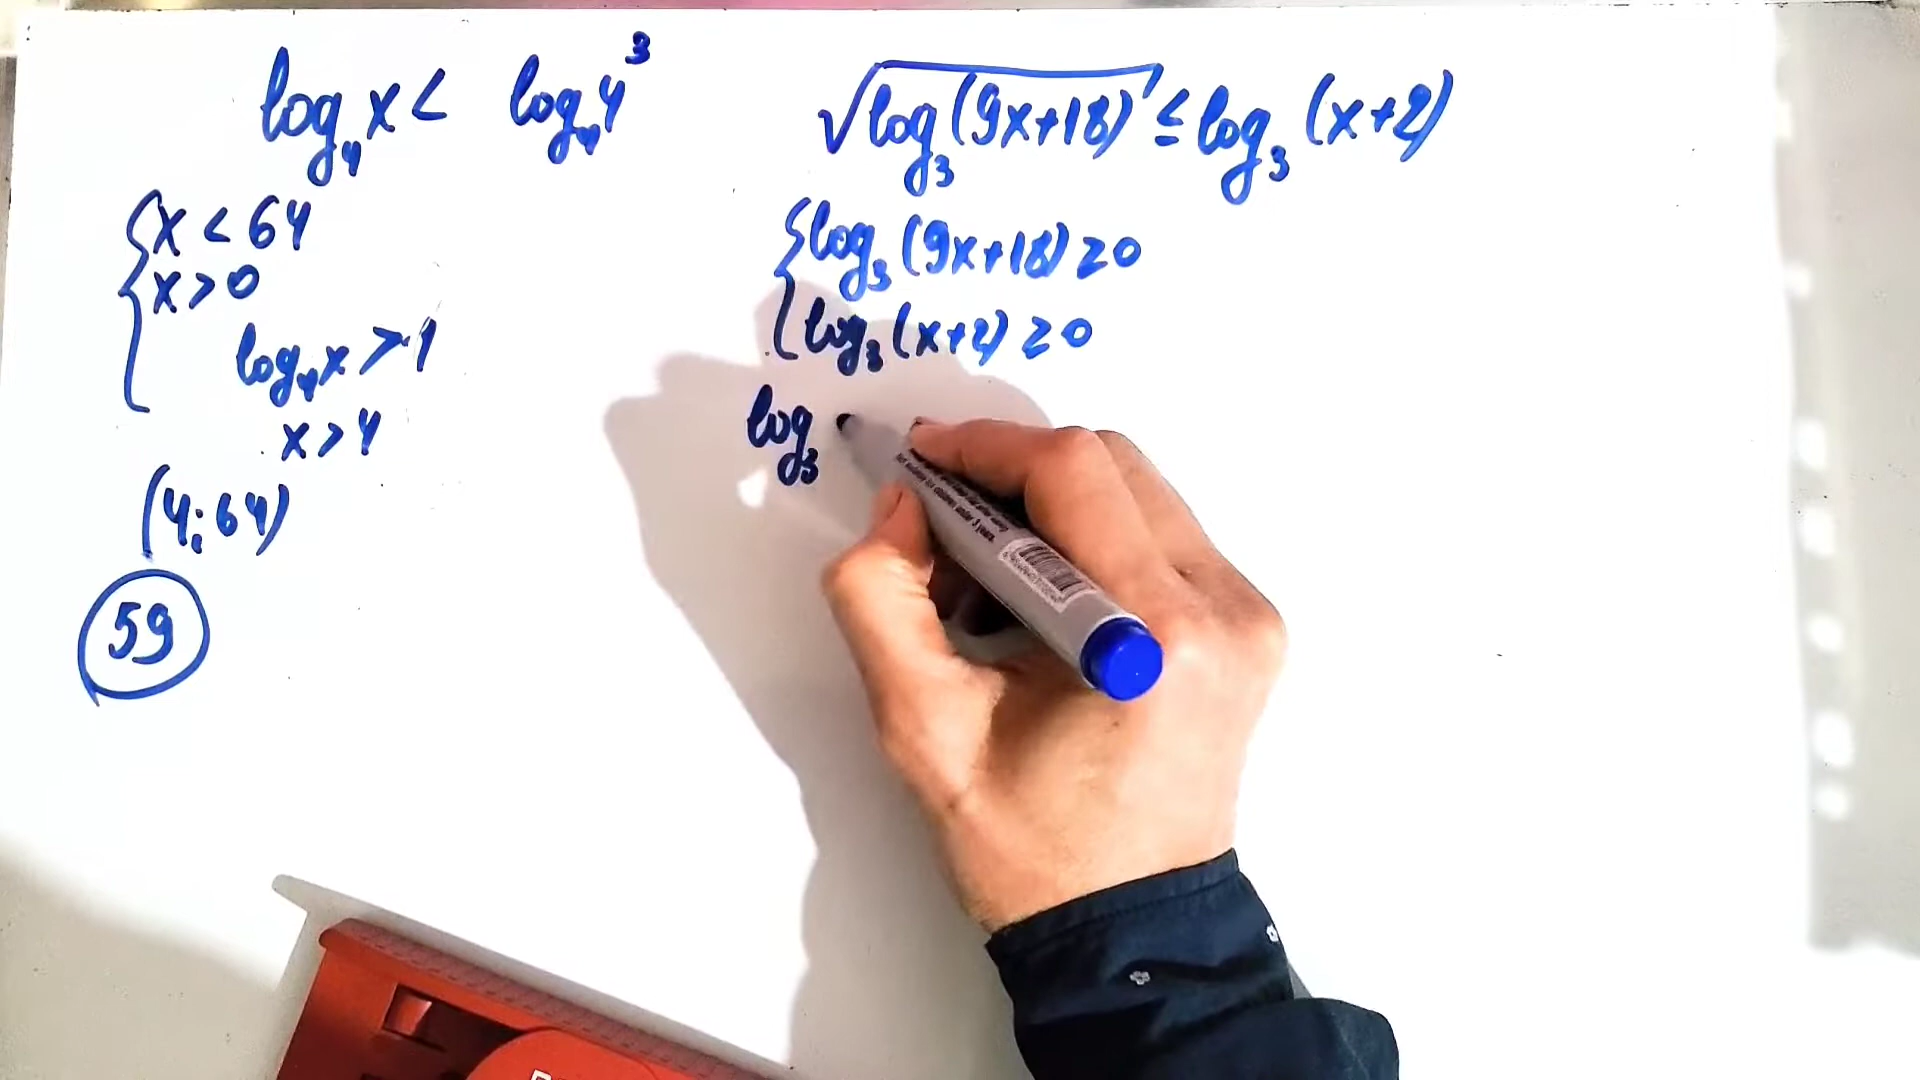 log₄x < log₄4³
{x < 64
x > 0
log₄x > 1
x > 4
(4; 64)
59
√log₃(9x+18) ≤ log₃(x+2)
{log₃(9x+18) ≥ 0
log₃(x+2) ≥ 0
log₃